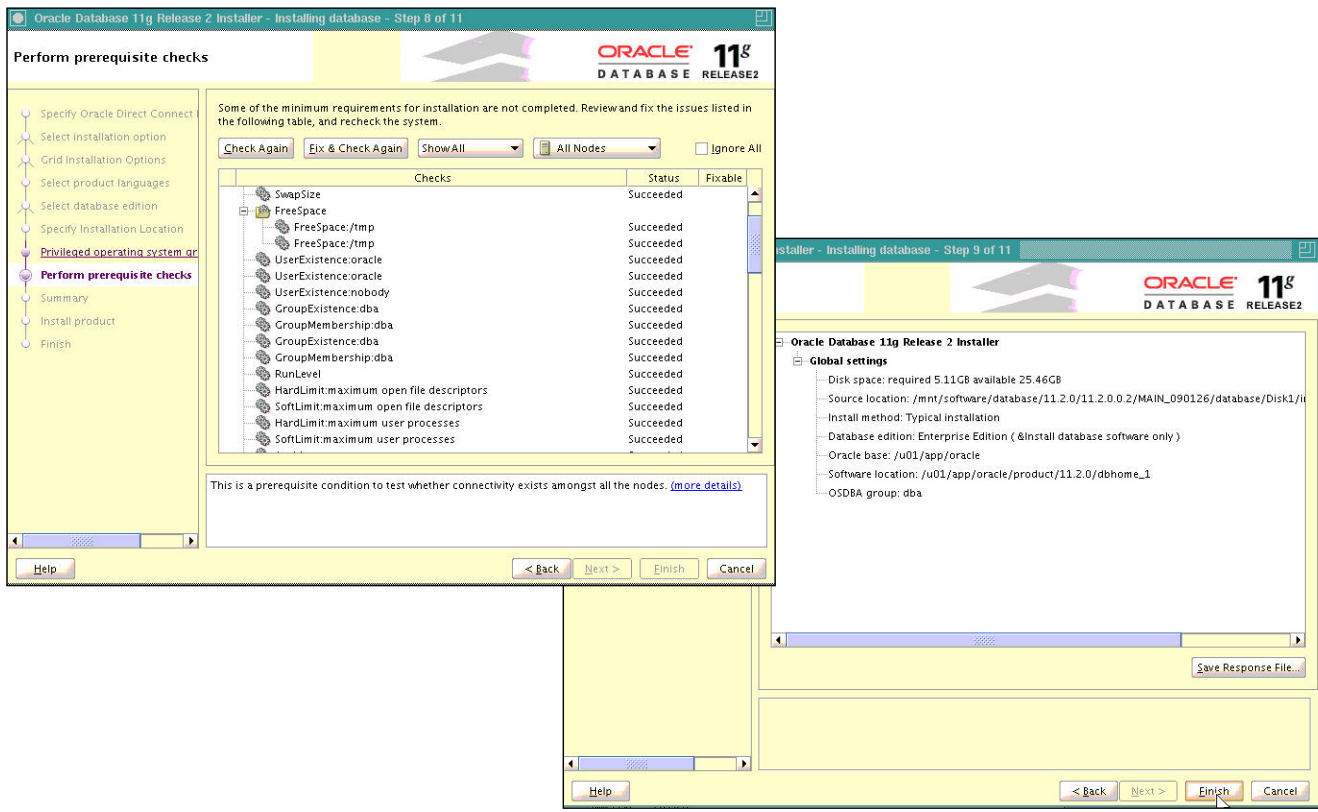 Oracle Database 11g Release 2 Installer - Installing database - Step 8 of 11
Perform prerequisite checks
ORACLE 11g
DATABASE RELEASE2
Specify Oracle Direct Connect
Select installation option
Grid Installation Options
Select product languages
Select database edition
Specify Installation Location
Privileged operating system gr
Perform prerequisite checks
Summary
Install product
Finish
Some of the minimum requirements for installation are not completed. Review and fix the issues listed in
the following table, and recheck the system.
Check Again Fix & Check Again Show All All Nodes Ignore All
Checks Status Fixable
SwapSize Succeeded
FreeSpace
FreeSpace:/tmp Succeeded
FreeSpace:/tmp Succeeded
UserExistence:oracle Succeeded
UserExistence:oracle Succeeded
UserExistence:nobody Succeeded
GroupExistence:dba Succeeded
GroupMembership:dba Succeeded
GroupExistence:dba Succeeded
GroupMembership:dba Succeeded
RunLevel Succeeded
HardLimit:maximum open file descriptors Succeeded
SoftLimit:maximum open file descriptors Succeeded
HardLimit:maximum user processes Succeeded
SoftLimit:maximum user processes Succeeded
This is a prerequisite condition to test whether connectivity exists amongst all the nodes. (more details)
Help < Back Next > Finish Cancel
nstaller - Installing database - Step 9 of 11
ORACLE 11g
DATABASE RELEASE2
Oracle Database 11g Release 2 Installer
Global settings
Disk space: required 5.11GB available 25.46GB
Source location: /mnt/software/database/11.2.0/11.2.0.0.2/MAIN_090126/database/Disk1/i
Install method: Typical installation
Database edition: Enterprise Edition ( &Install database software only )
Oracle base: /u01/app/oracle
Software location: /u01/app/oracle/product/11.2.0/dbhome_1
OSDBA group: dba
Save Response File...
Help < Back Next > Finish Cancel